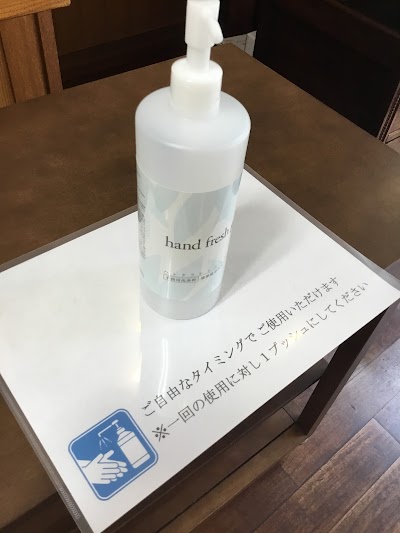 hand fresh
ご自由なタイミングでご使用いただけます
※一回の使用に対し1プッシュにしてください